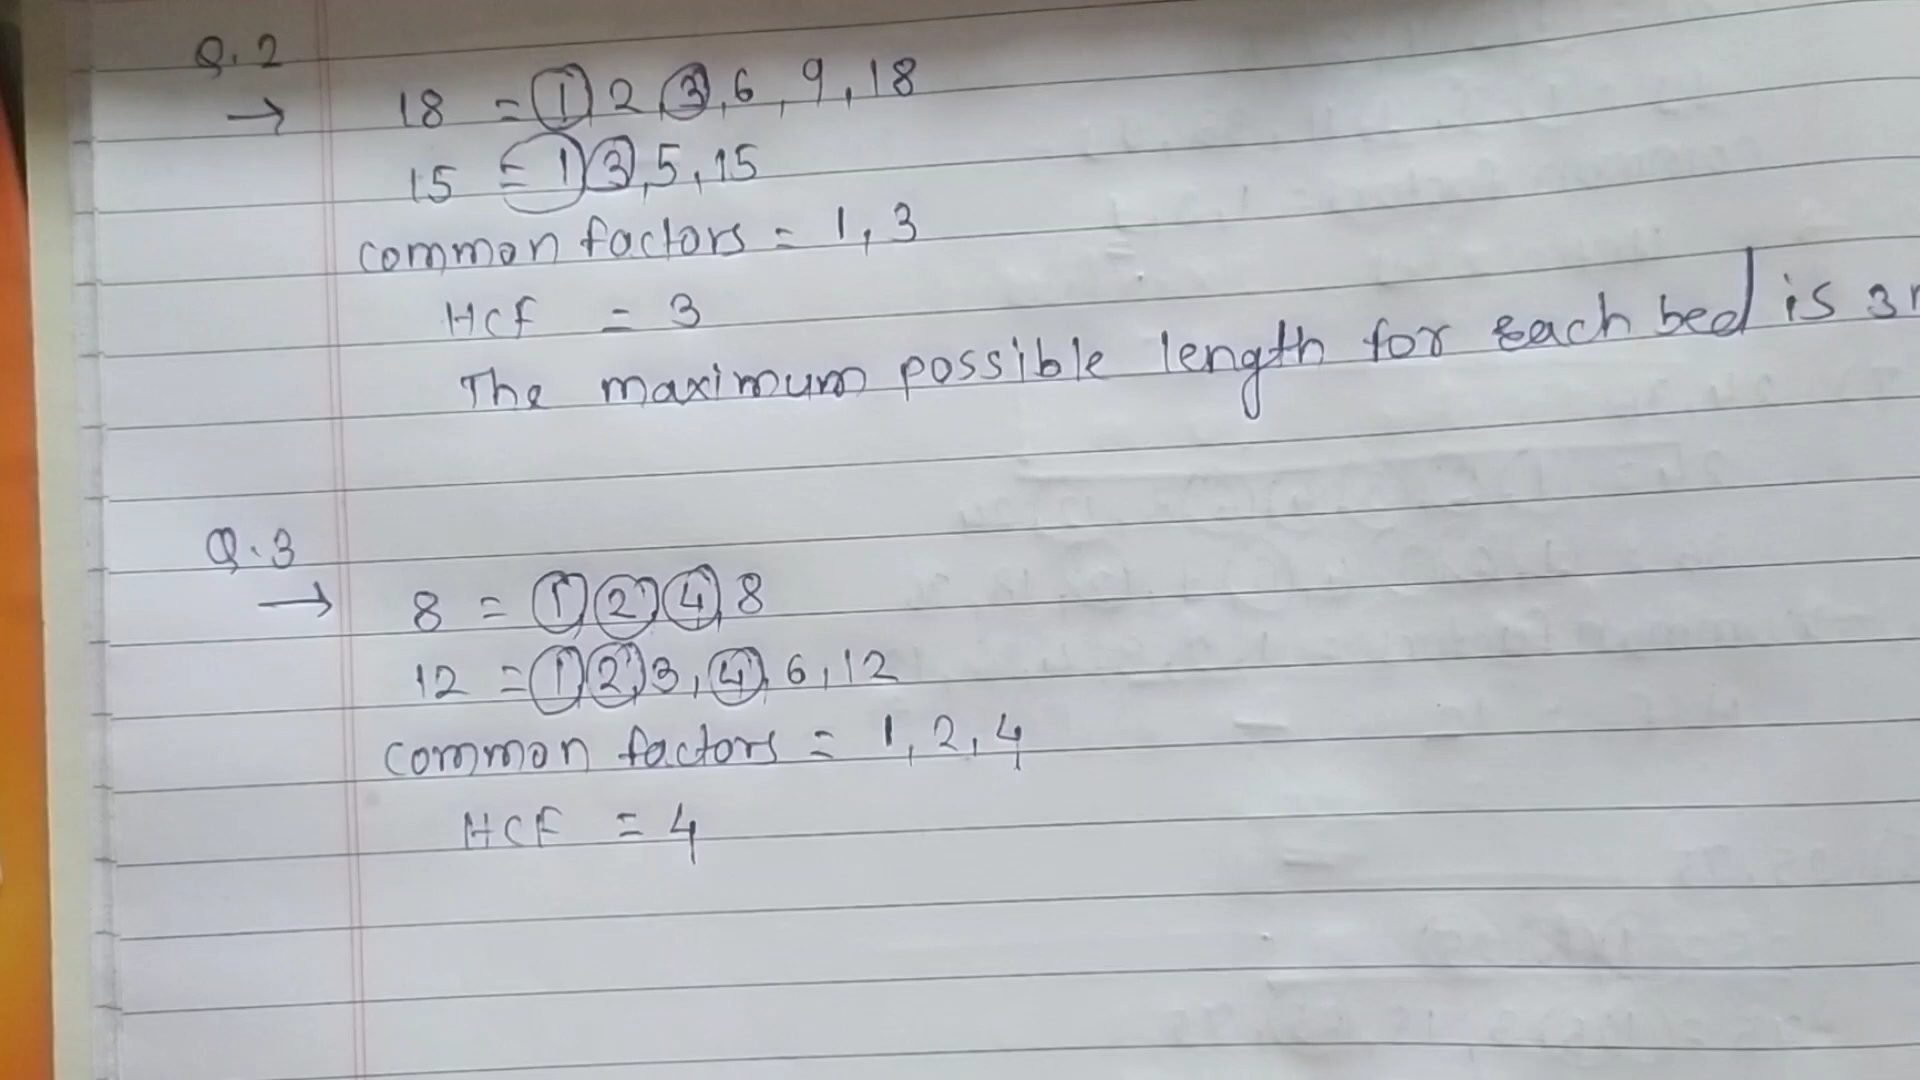 Q.2
→ 18 = 1, 2, 3, 6, 9, 18
15 = 1, 3, 5, 15
common factors = 1, 3
HCF = 3
The maximum possible length for each bed is 3
Q.3
→ 8 = 1, 2, 4, 8
12 = 1, 2, 3, 4, 6, 12
common factors = 1, 2, 4
HCF = 4